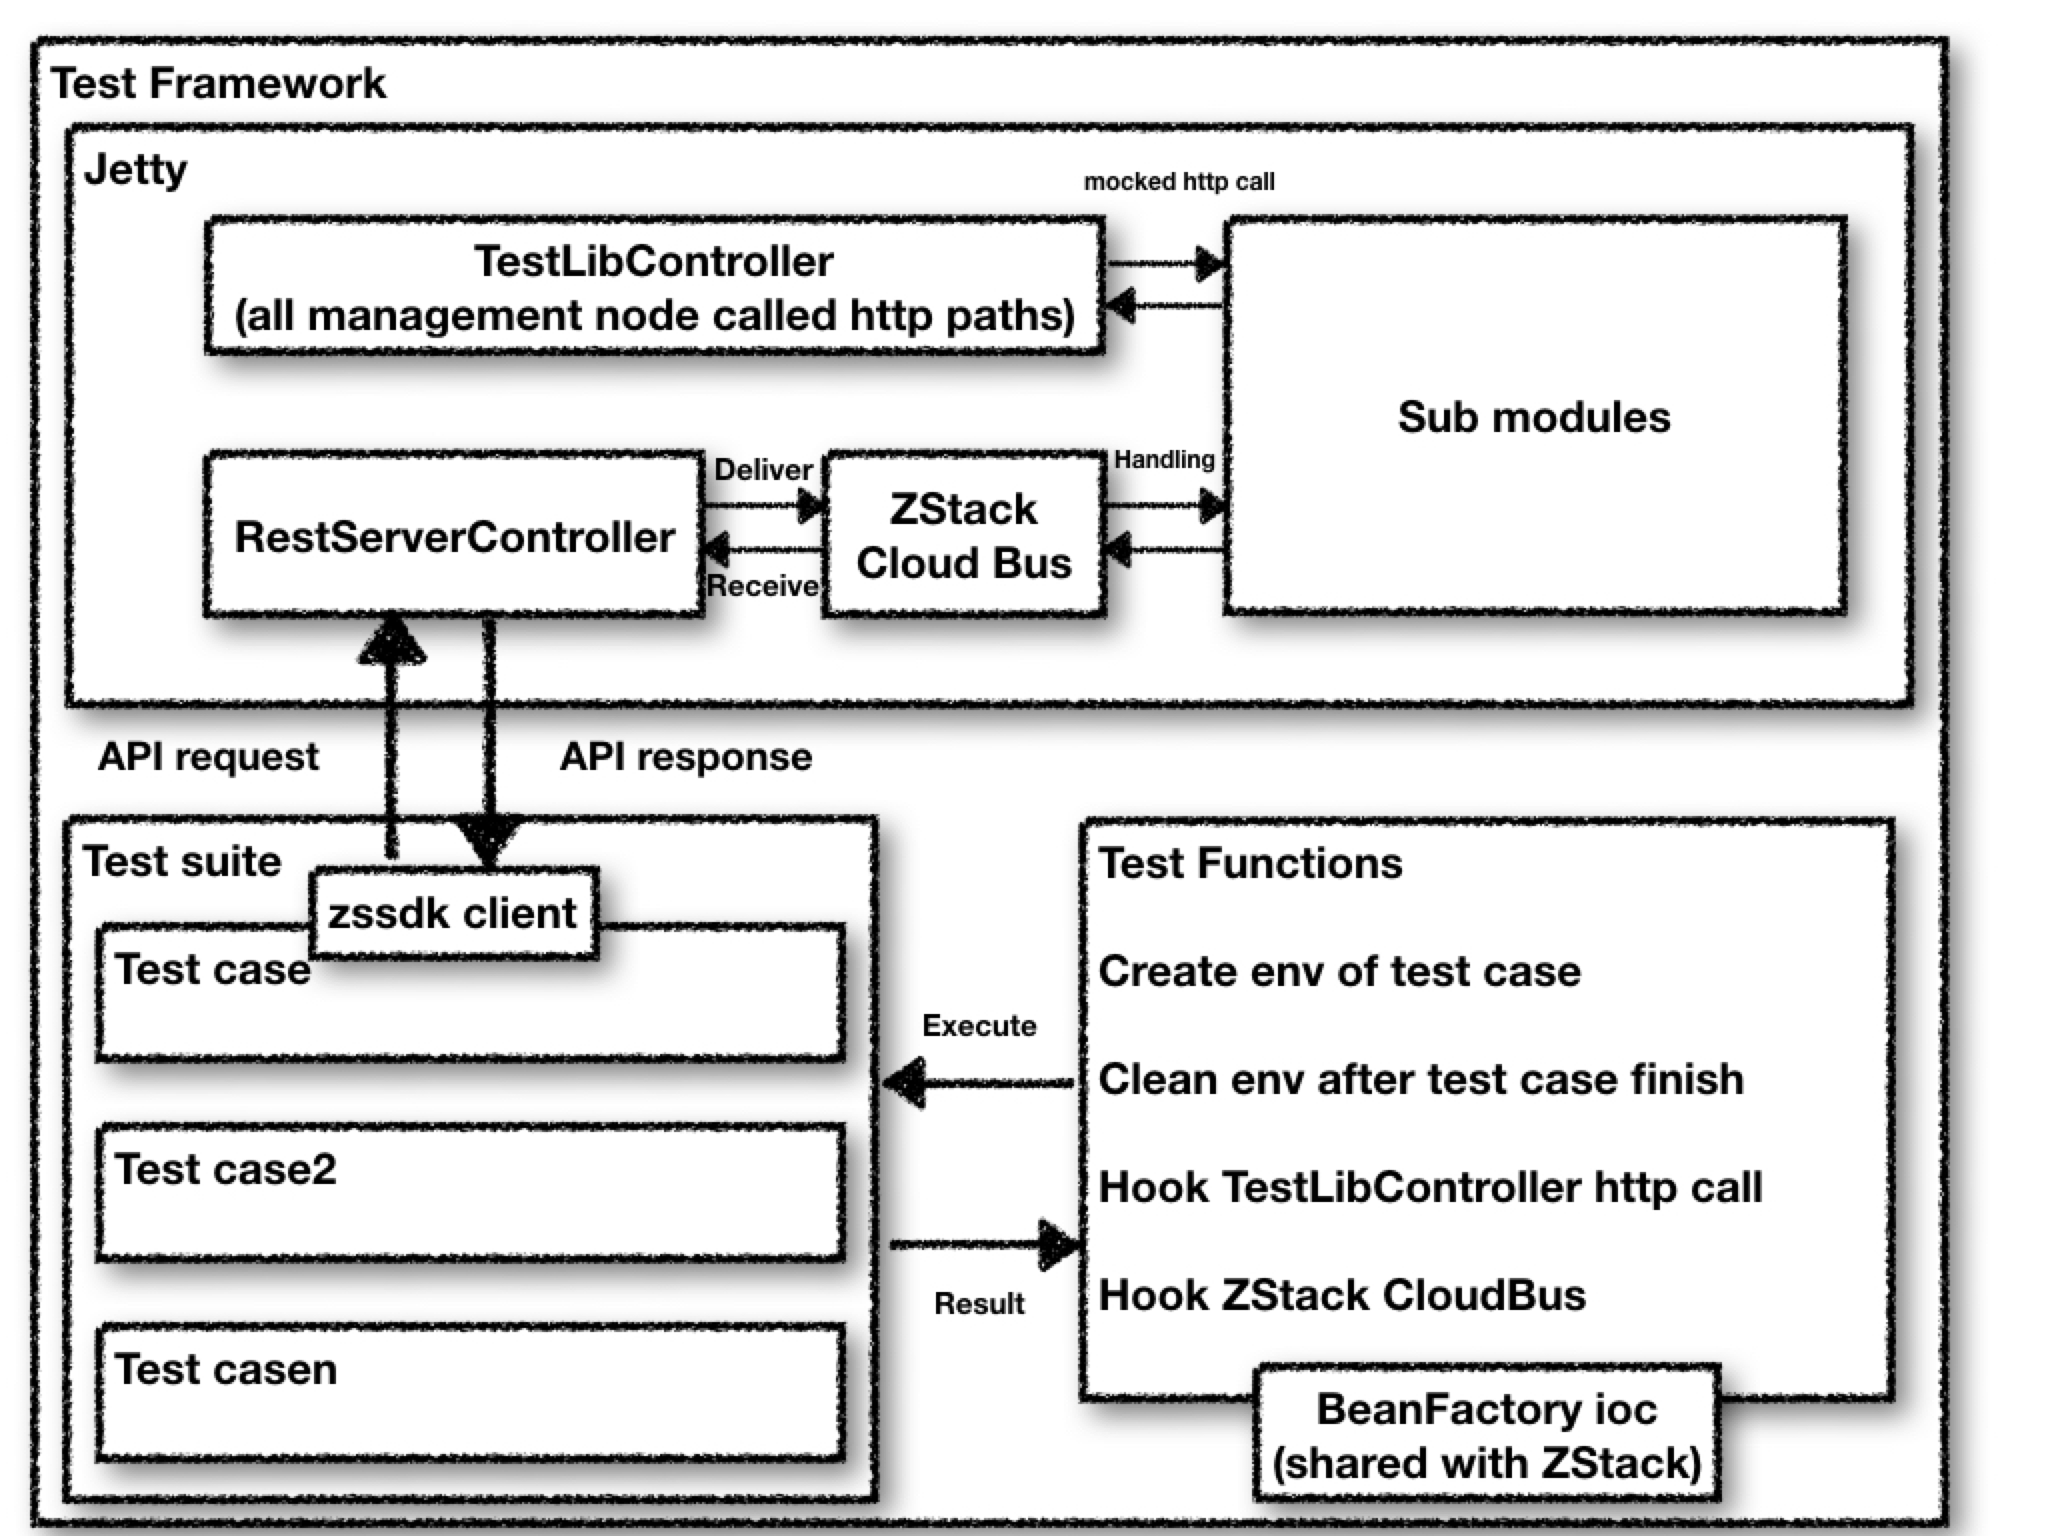 Test Framework
Jetty
mocked http call
TestLibController
(all management node called http paths)
Sub modules
RestServerController
Deliver
Receive
ZStack
Cloud Bus
Handling
API request
API response
Test suite
zssdk client
Test case
Test case2
Test casen
Execute
Result
Test Functions
Create env of test case
Clean env after test case finish
Hook TestLibController http call
Hook ZStack CloudBus
BeanFactory ioc
(shared with ZStack)